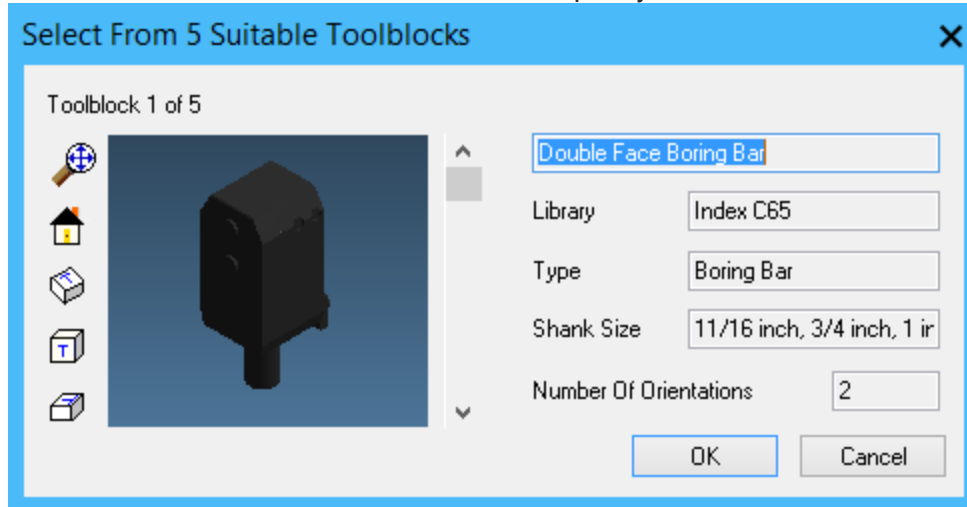 Select From 5 Suitable Toolblocks
Toolblock 1 of 5
Double Face Boring Bar
Library Index C65
Type Boring Bar
Shank Size 11/16 inch, 3/4 inch, 1 ir
Number Of Orientations 2
T
OK Cancel